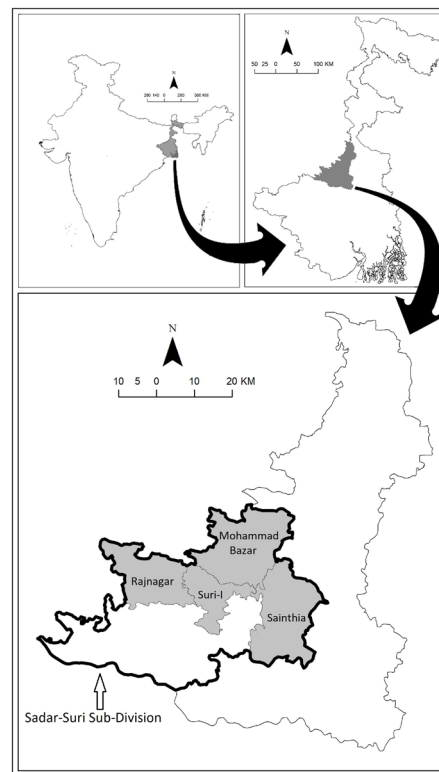 N
200 100 0 200 300 KM
N
50 25 0 50 100 KM
N
10 5 0 10 20 KM
Mohammad
Bazar
Rajnagar
Suri-I
Sainthia
Sadar-Suri Sub-Division